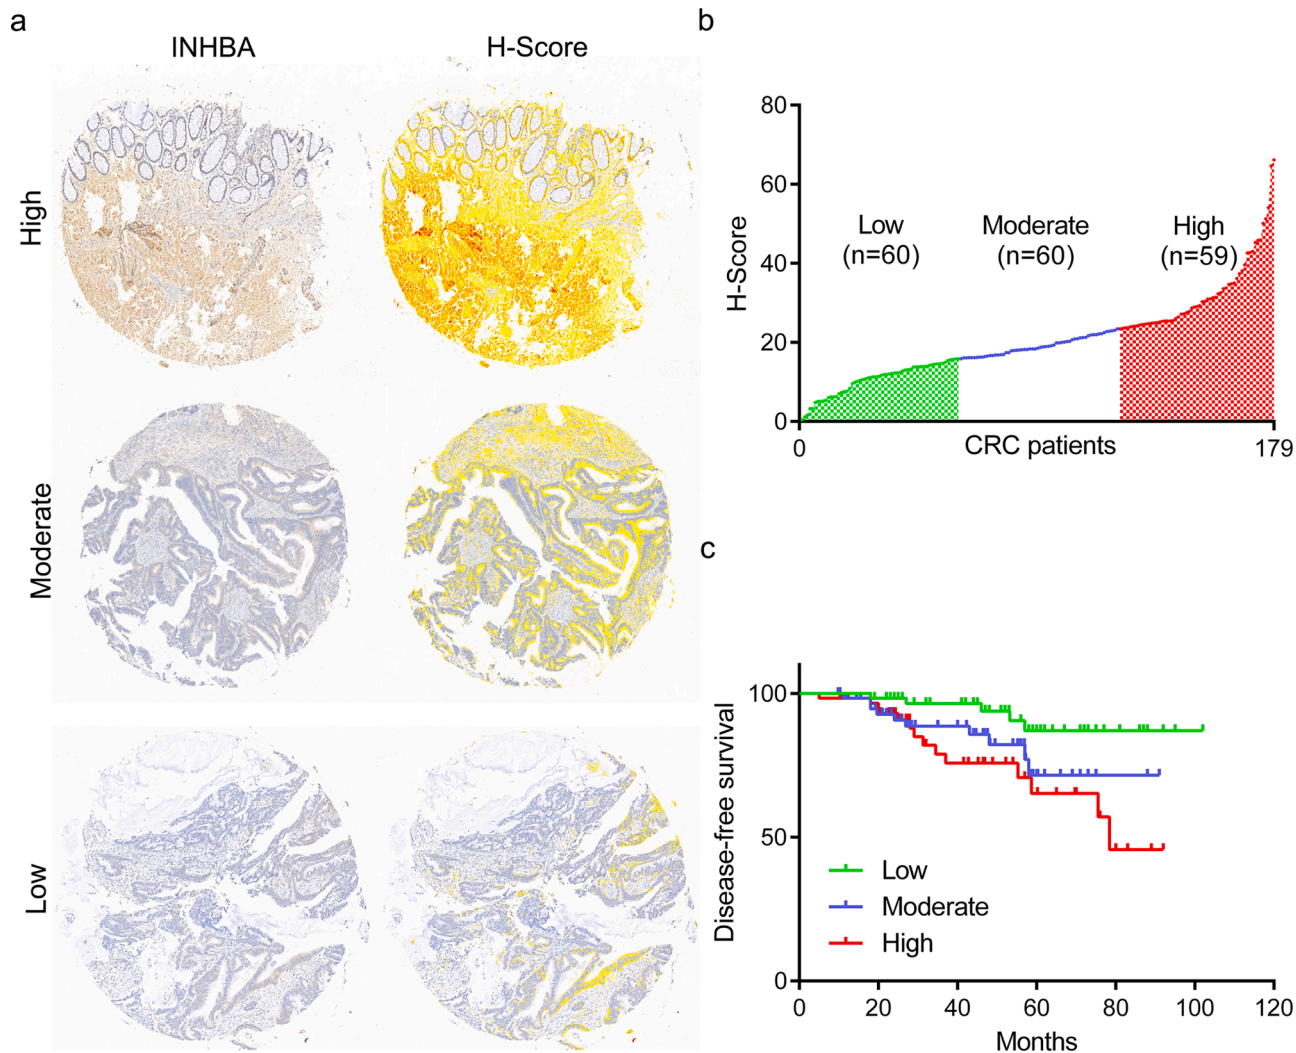 a
INHBA
H-Score
High
Moderate
Low
b
H-Score
80
60
40
20
0
Low
(n=60)
Moderate
(n=60)
High
(n=59)
0
CRC patients
179
c
Disease-free survival
100
50
0
Low
Moderate
High
0
20
40
60
80
100
120
Months